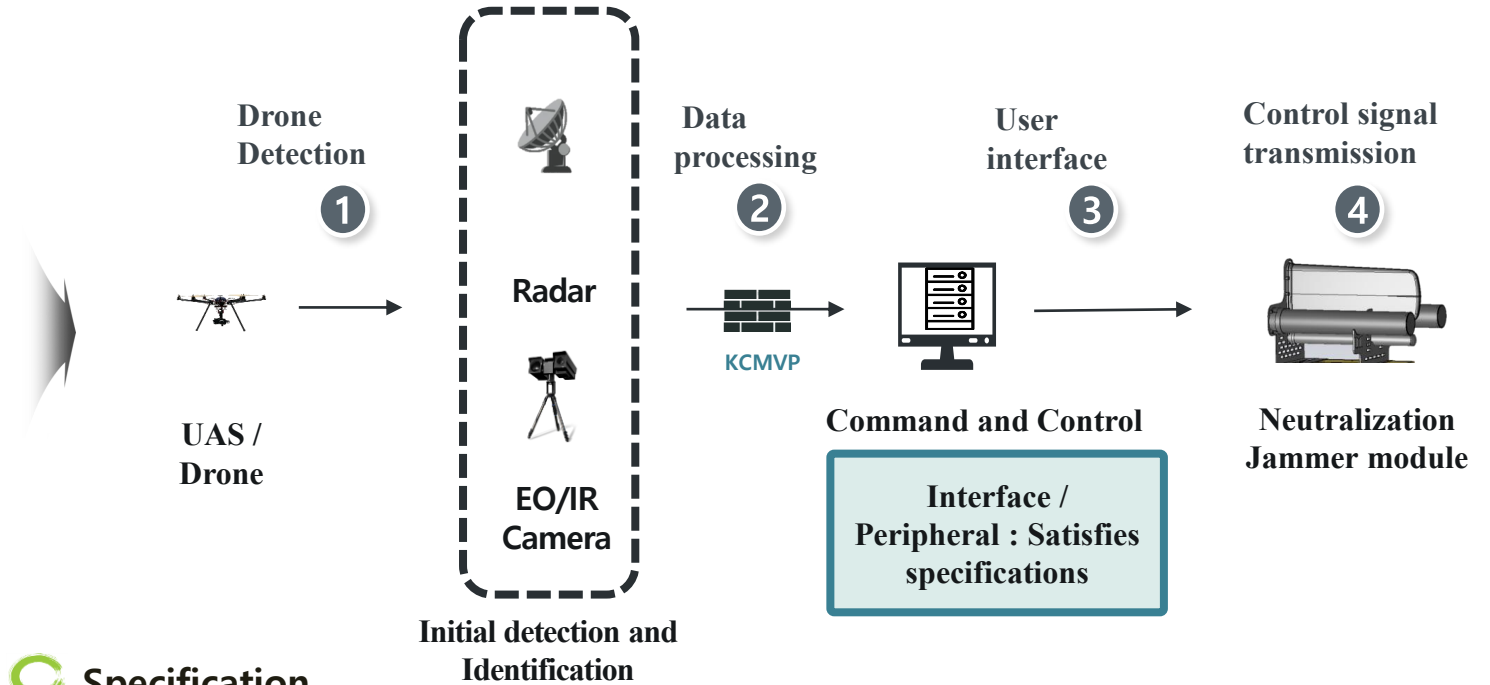 Drone
Detection
1
Data
processing
2
User
interface
3
Control signal
transmission
4
Radar
KCMVP
UAS /
Drone
EO/IR
Camera
Command and Control
Interface /
Peripheral : Satisfies
specifications
Neutralization
Jammer module
Initial detection and
Identification
Specification